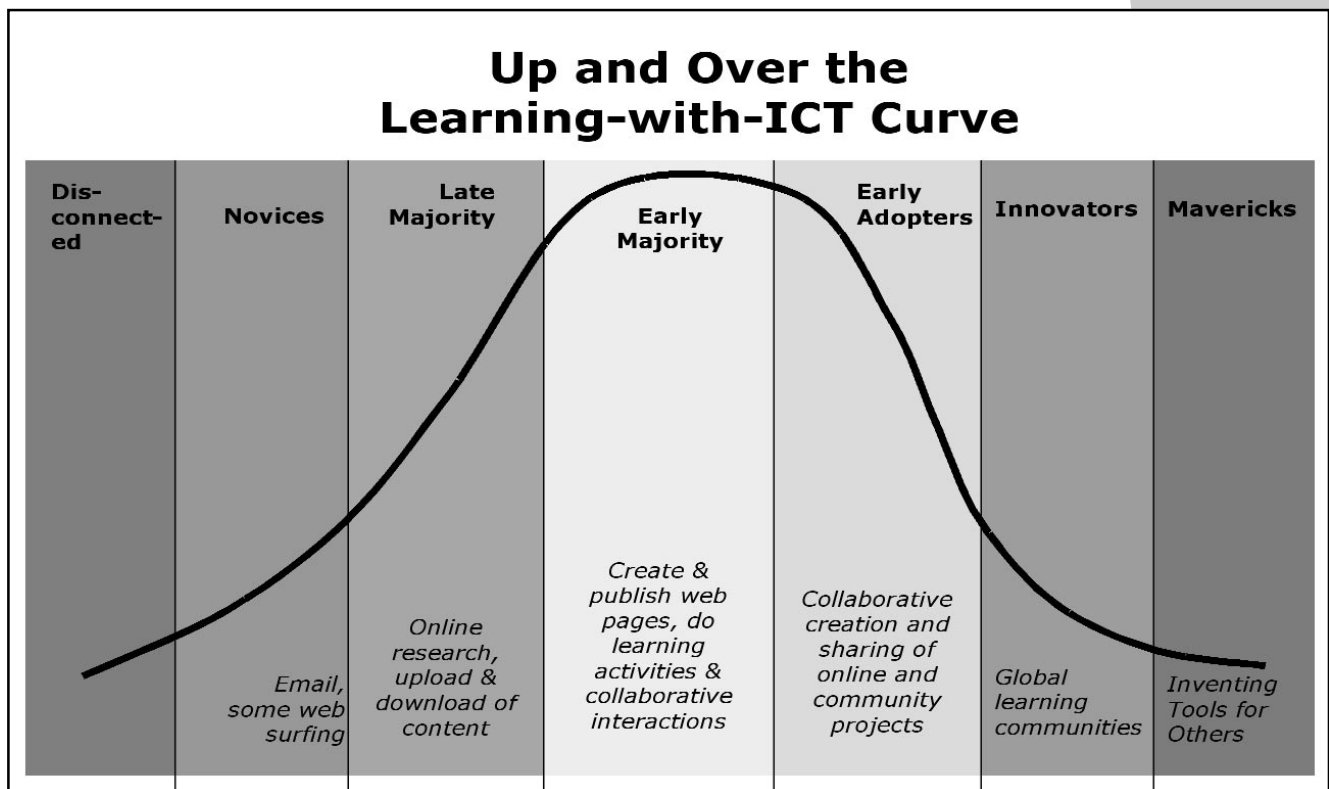 Up and Over the
Learning-with-ICT Curve
Dis-
connect-
ed
Novices
Late
Majority
Early
Majority
Early
Adopters
Innovators
Mavericks
Email,
some web
surfing
Online
research,
upload &
download of
content
Create &
publish web
pages, do
learning
activities &
collaborative
interactions
Collaborative
creation and
sharing of
online and
community
projects
Global
learning
communities
Inventing
Tools for
Others